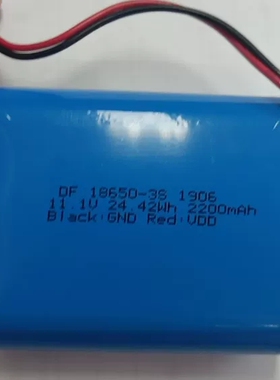 DF 18650-3S 1906
11.1V 24.42Wh 2200mAh
Black:GND Red:VDD